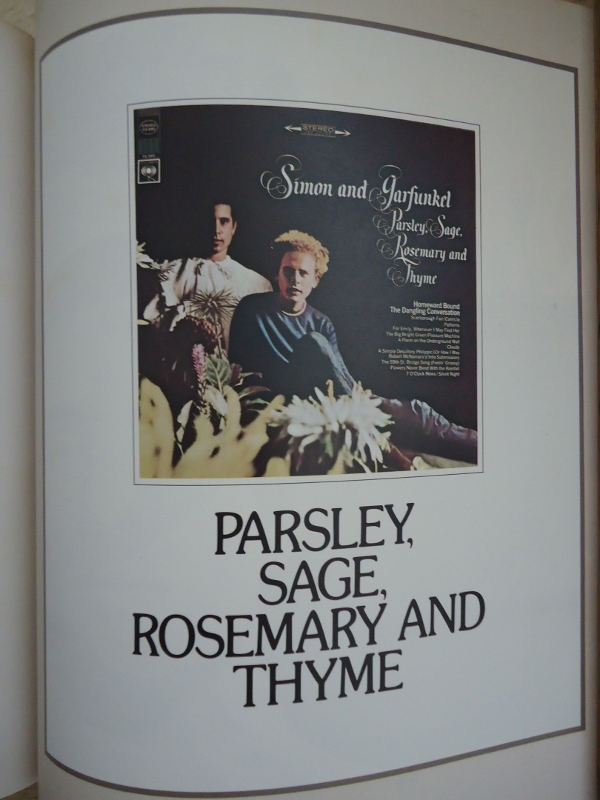 STEREO
Simon and Garfunkel
Parsley, Sage,
Rosemary and
Thyme
Homeward Bound
The Dangling Conversation
Scarborough Fair/Canticle
Patterns
For Emily, Whenever I May Find Her
The Big Bright Green Pleasure Machine
A Poem on the Underground Wall
Cloudy
A Simple Desultory Philippic (Or How I Was
Robert McNamara'd into Submission)
The 59th St. Bridge Song (Feelin' Groovy)
Flowers Never Bend With the Rainfall
7 O'Clock News / Silent Night
PARSLEY,
SAGE,
ROSEMARY AND
THYME